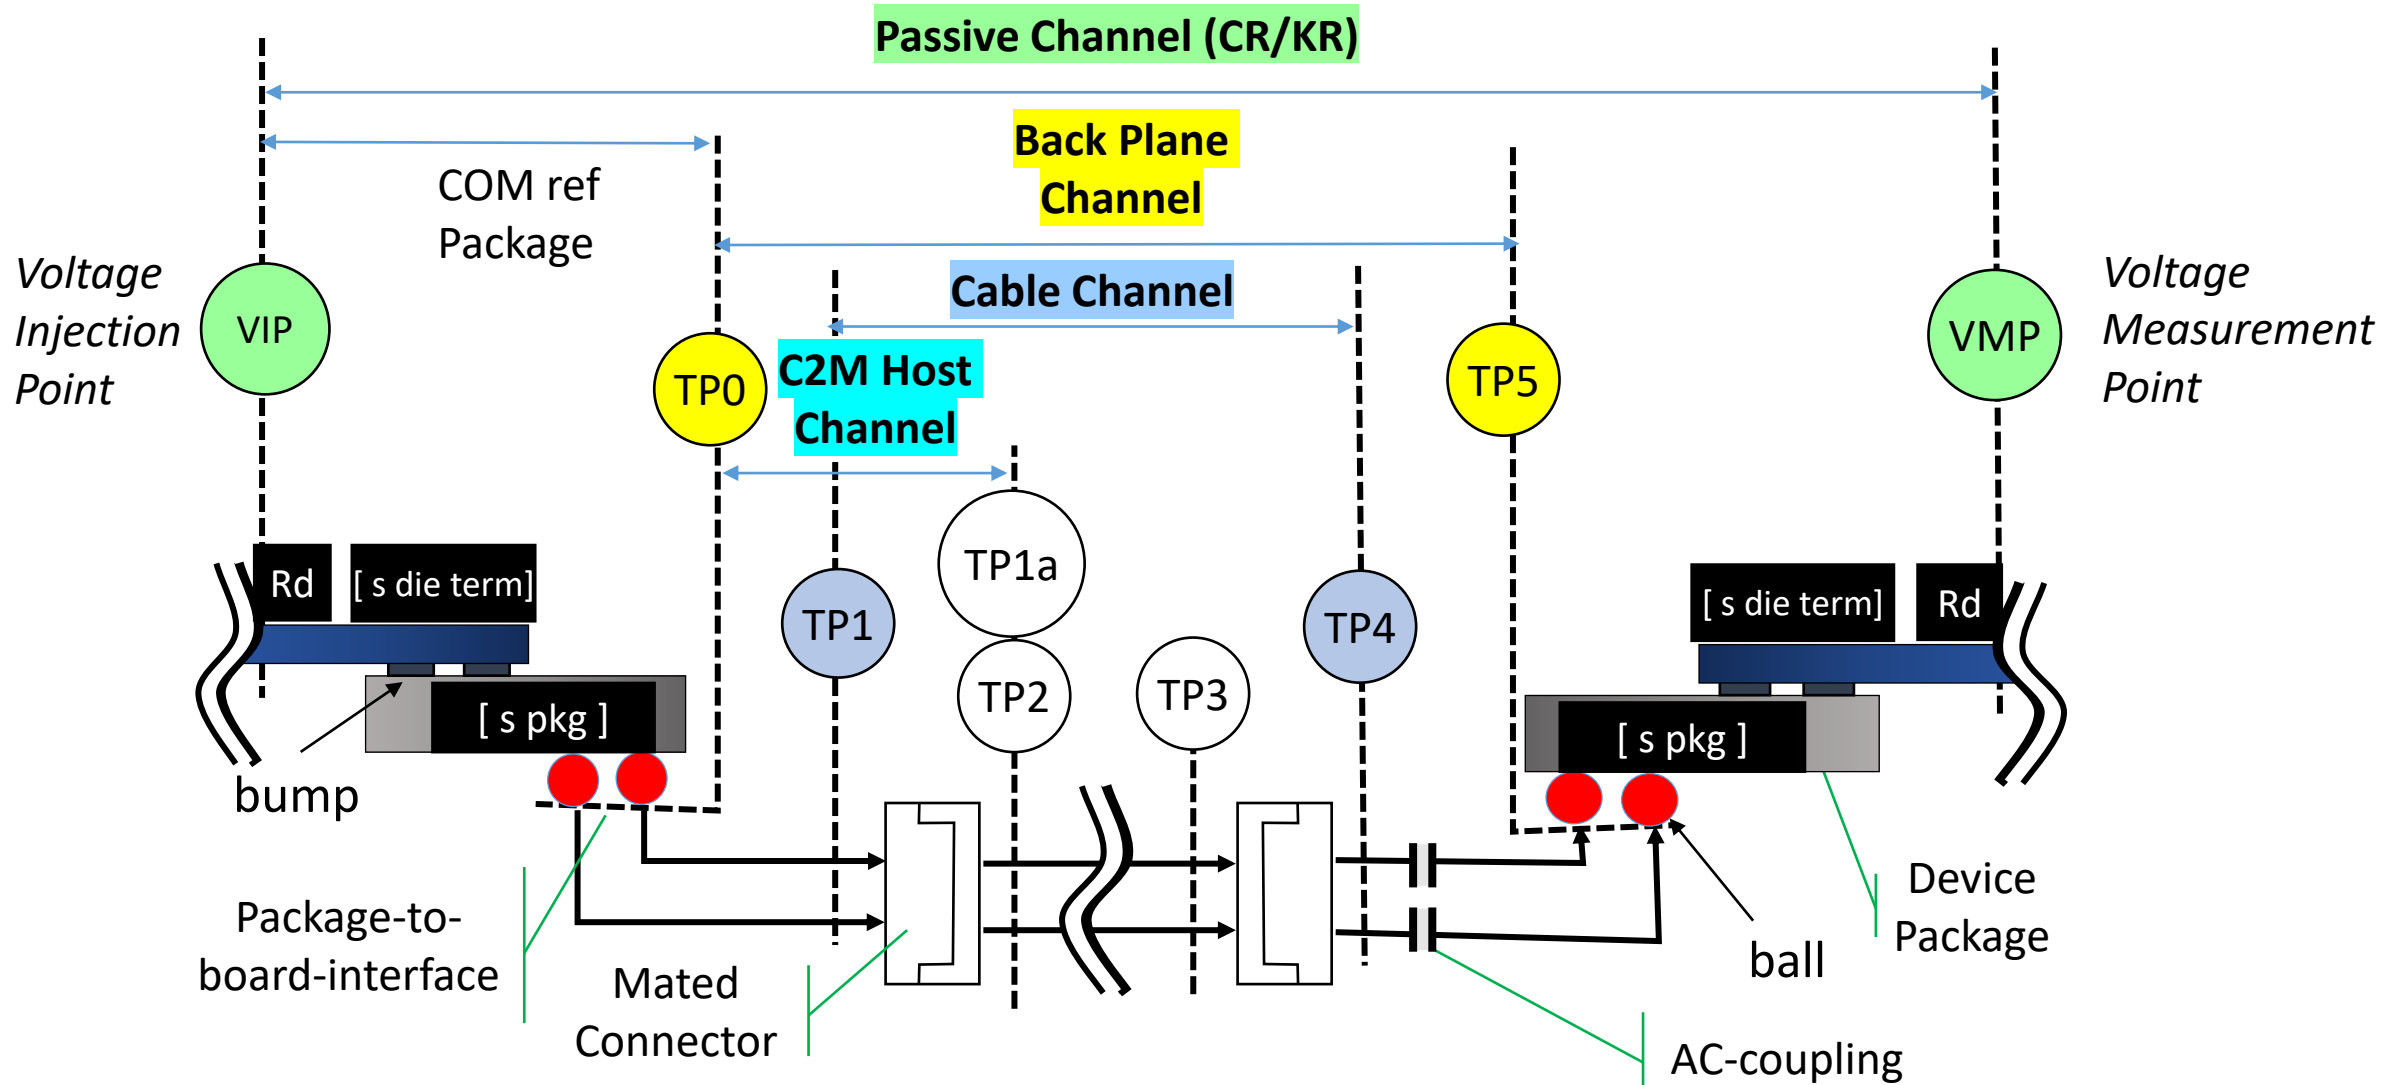 Passive Channel (CR/KR)
Back Plane
Channel
COM ref
Package
Cable Channel
Voltage
Injection
Point
VIP
TP0
C2M Host
Channel
TP5
VMP
Voltage
Measurement
Point
Rd
[ s die term]
TP1a
TP1
TP2
TP3
TP4
[ s die term]
Rd
[ s pkg ]
[ s pkg ]
bump
Package-to-
board-interface
Mated
Connector
ball
Device
Package
AC-coupling